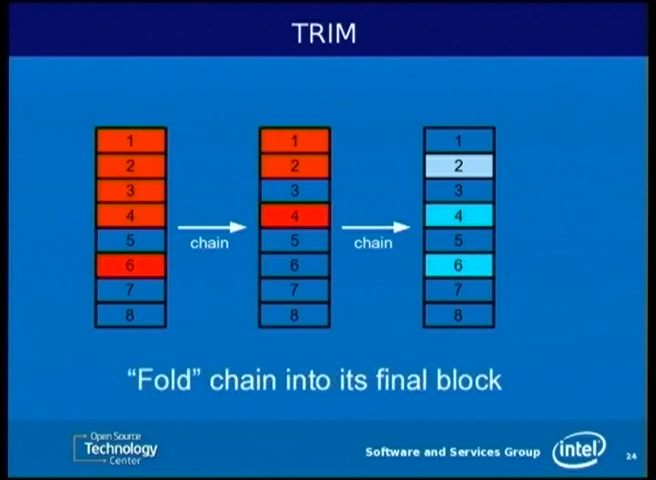 TRIM
1 1 1
2 2 2
3 3 3
4 4 4
5 5 5
6 6 6
7 7 7
8 8 8
chain chain
“Fold” chain into its final block
Open Source
Technology
Center
Software and Services Group
intel
24